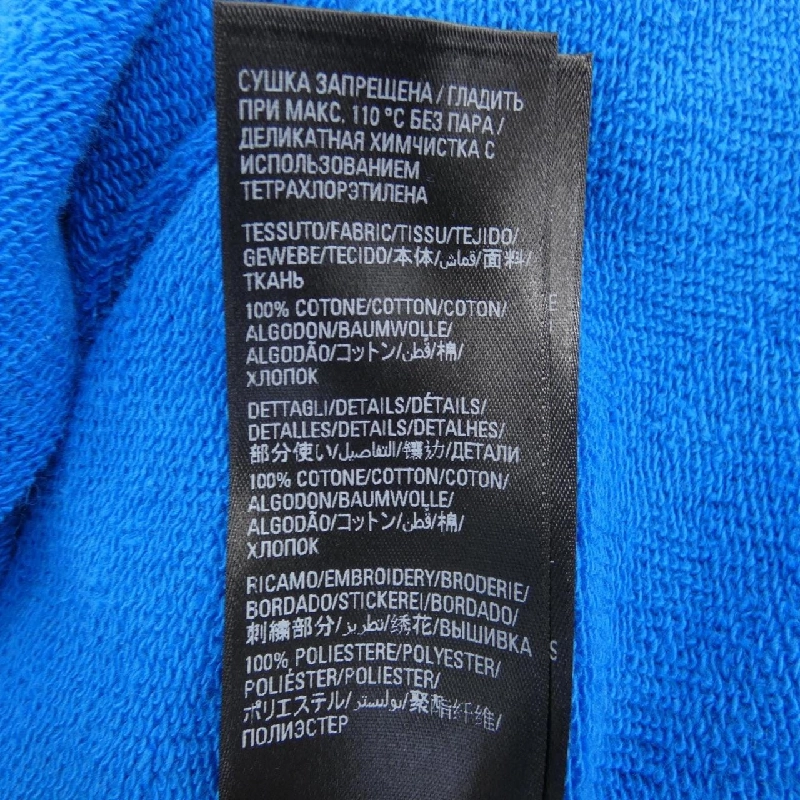 СУШКА ЗАПРЕЩЕНА / ГЛАДИТЬ
ПРИ МАКС. 110 °C БЕЗ ПАРА /
ДЕЛИКАТНАЯ ХИМЧИСТКА С
ИСПОЛЬЗОВАНИЕМ
ТЕТРАХЛОРЭТИЛЕНА
TESSUTO/FABRIC/TISSU/TEJIDO/
GEWEBE/TECIDO/本体/قماش/面料/
ТКАНЬ
100% COTONE/COTTON/COTON/
ALGODON/BAUMWOLLE/
ALGODÃO/コットン/قطن/棉/
ХЛОПОК
DETTAGLI/DETAILS/DÉTAILS/
DETALLES/DETAILS/DETALHES/
部分使い/التفاصيل/镶边/ДЕТАЛИ
100% COTONE/COTTON/COTON/
ALGODON/BAUMWOLLE/
ALGODÃO/コットン/قطن/棉/
ХЛОПОК
RICAMO/EMBROIDERY/BRODERIE/
BORDADO/STICKEREI/BORDADO/
刺繍部分/تطريز/绣花/ВЫШИВКА
100% POLIESTERE/POLYESTER/
POLIÉSTER/POLIESTER/
ポリエステル/بوليستر/聚酯纤维/
ПОЛИЭСТЕР
E
S